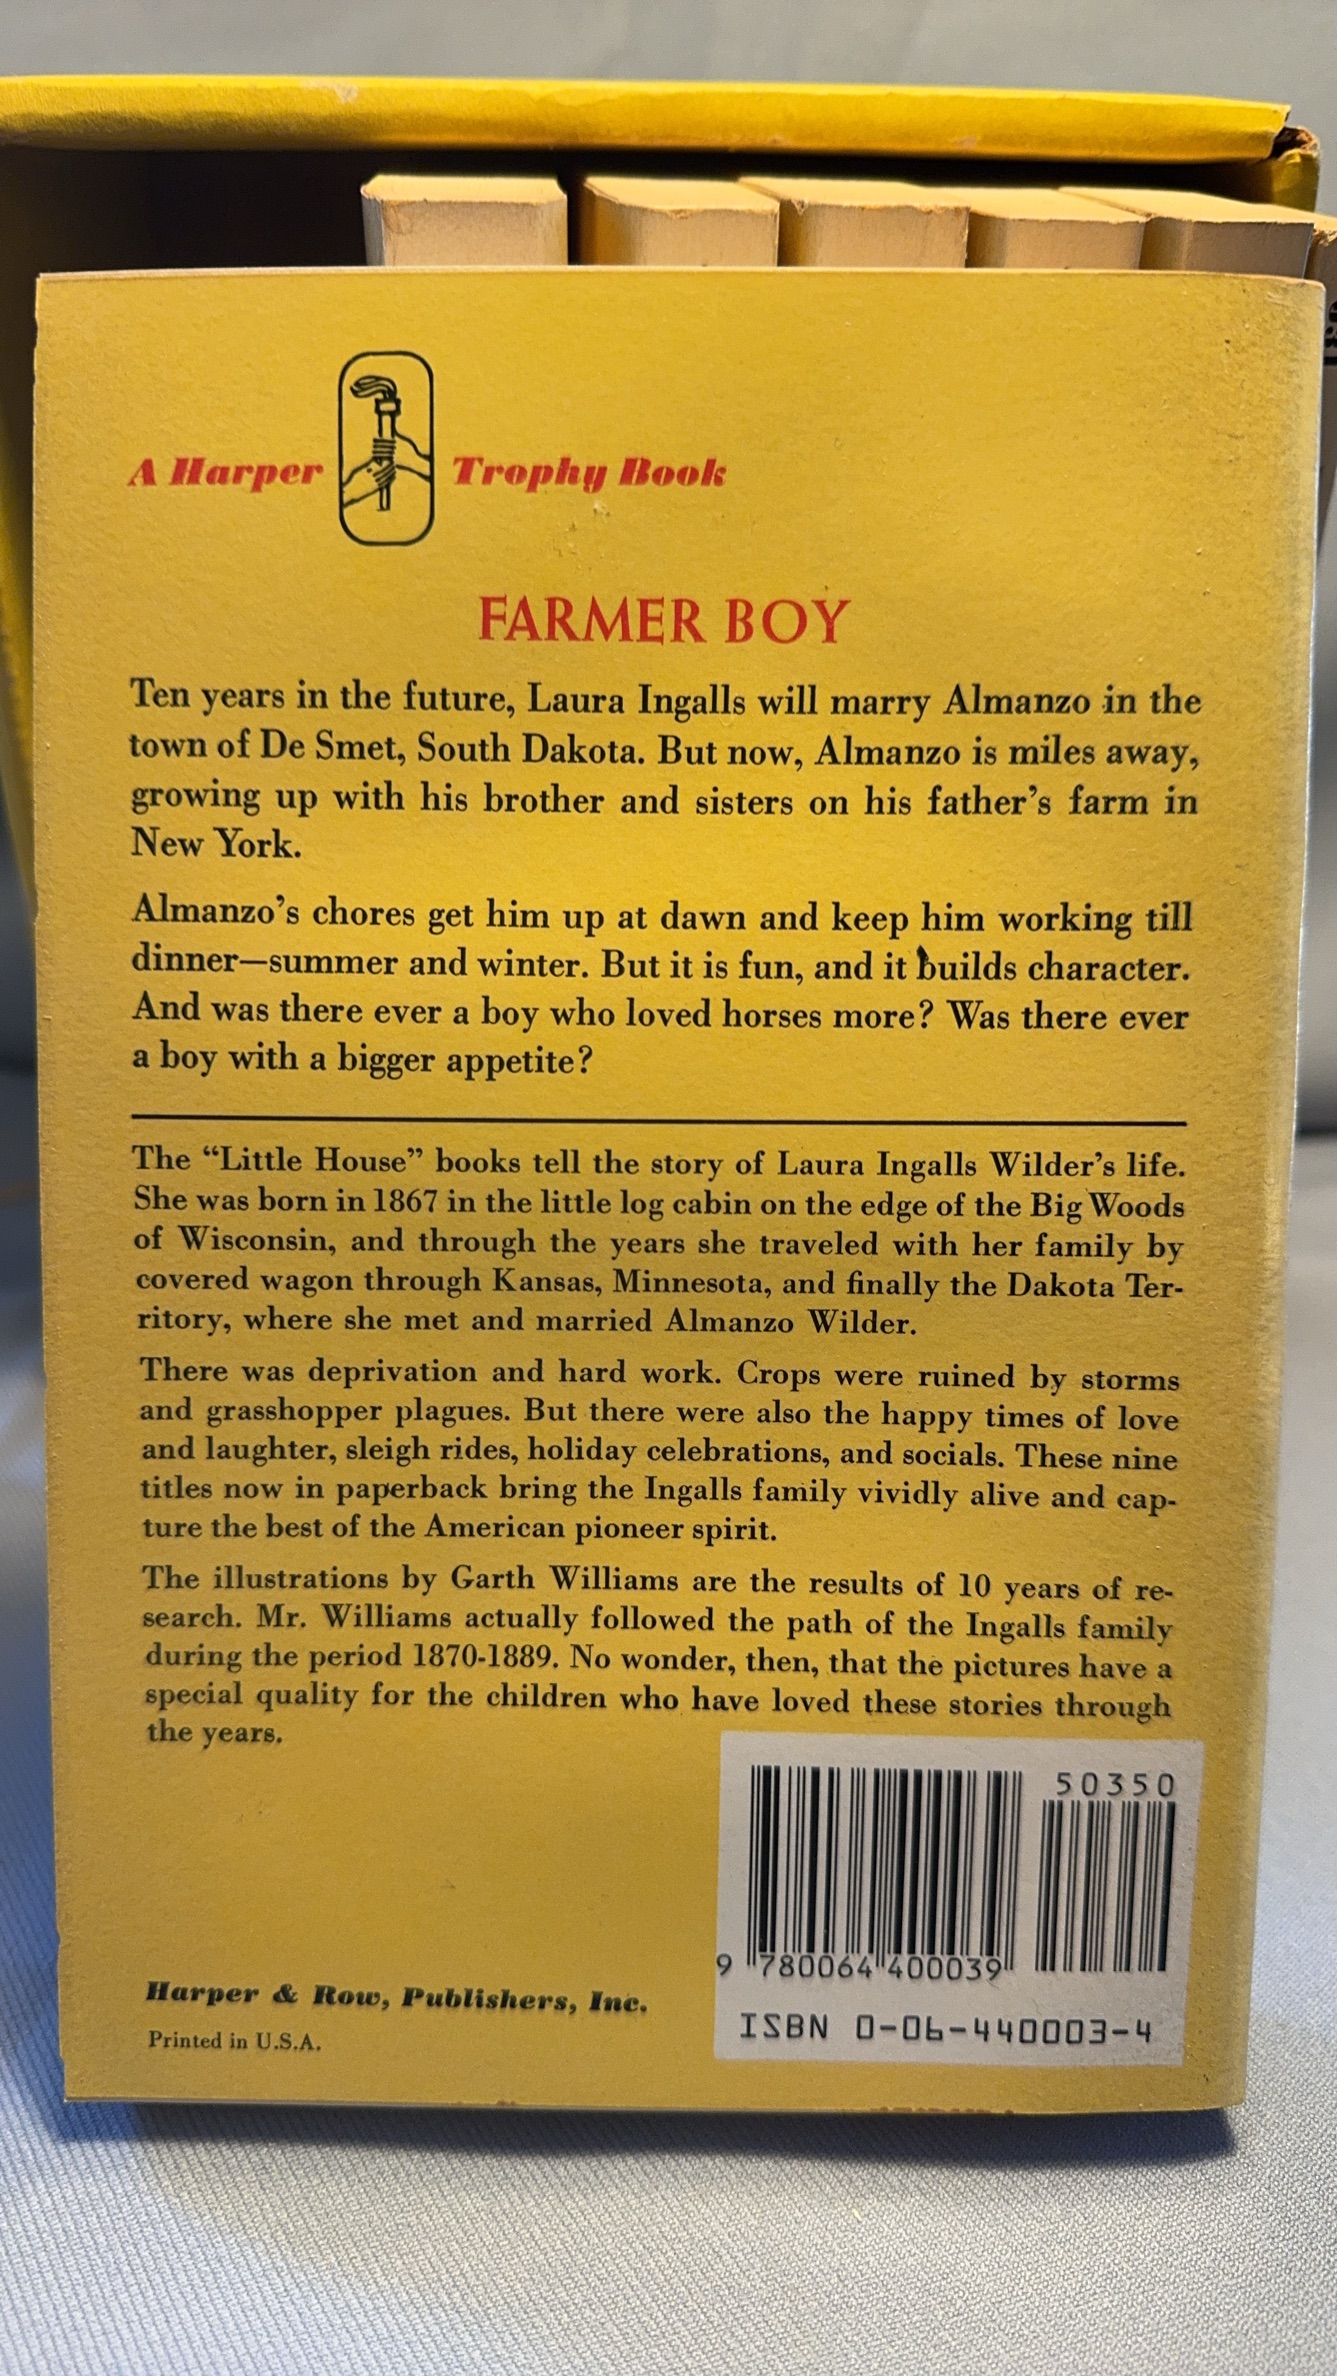 A Harper Trophy Book
FARMER BOY
Ten years in the future, Laura Ingalls will marry Almanzo in the
town of De Smet, South Dakota. But now, Almanzo is miles away,
growing up with his brother and sisters on his father's farm in
New York.
Almanzo's chores get him up at dawn and keep him working till
dinner—summer and winter. But it is fun, and it builds character.
And was there ever a boy who loved horses more? Was there ever
a boy with a bigger appetite?
The “Little House” books tell the story of Laura Ingalls Wilder's life.
She was born in 1867 in the little log cabin on the edge of the Big Woods
of Wisconsin, and through the years she traveled with her family by
covered wagon through Kansas, Minnesota, and finally the Dakota Ter-
ritory, where she met and married Almanzo Wilder.
There was deprivation and hard work. Crops were ruined by storms
and grasshopper plagues. But there were also the happy times of love
and laughter, sleigh rides, holiday celebrations, and socials. These nine
titles now in paperback bring the Ingalls family vividly alive and cap-
ture the best of the American pioneer spirit.
The illustrations by Garth Williams are the results of 10 years of re-
search. Mr. Williams actually followed the path of the Ingalls family
during the period 1870-1889. No wonder, then, that the pictures have a
special quality for the children who have loved these stories through
the years.
50350
9 780064 400039
ISBN 0-06-440003-4
Harper & Row, Publishers, Inc.
Printed in U.S.A.